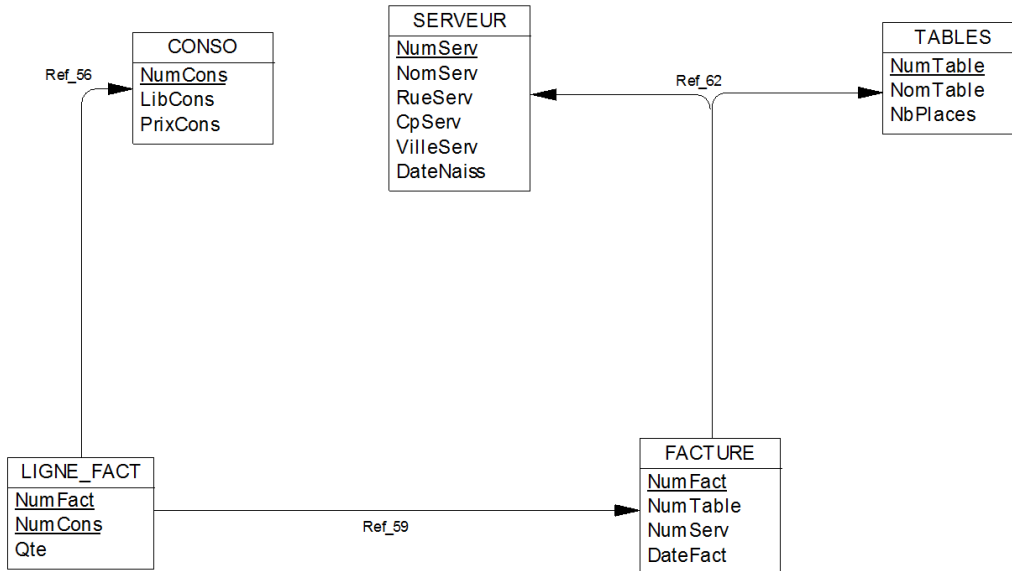 CONSO
NumCons
LibCons
PrixCons
Ref_56
SERVEUR
NumServ
NomServ
RueServ
CpServ
VilleServ
DateNaiss
Ref_62
TABLES
NumTable
NomTable
NbPlaces
LIGNE_FACT
NumFact
NumCons
Qte
Ref_59
FACTURE
NumFact
NumTable
NumServ
DateFact